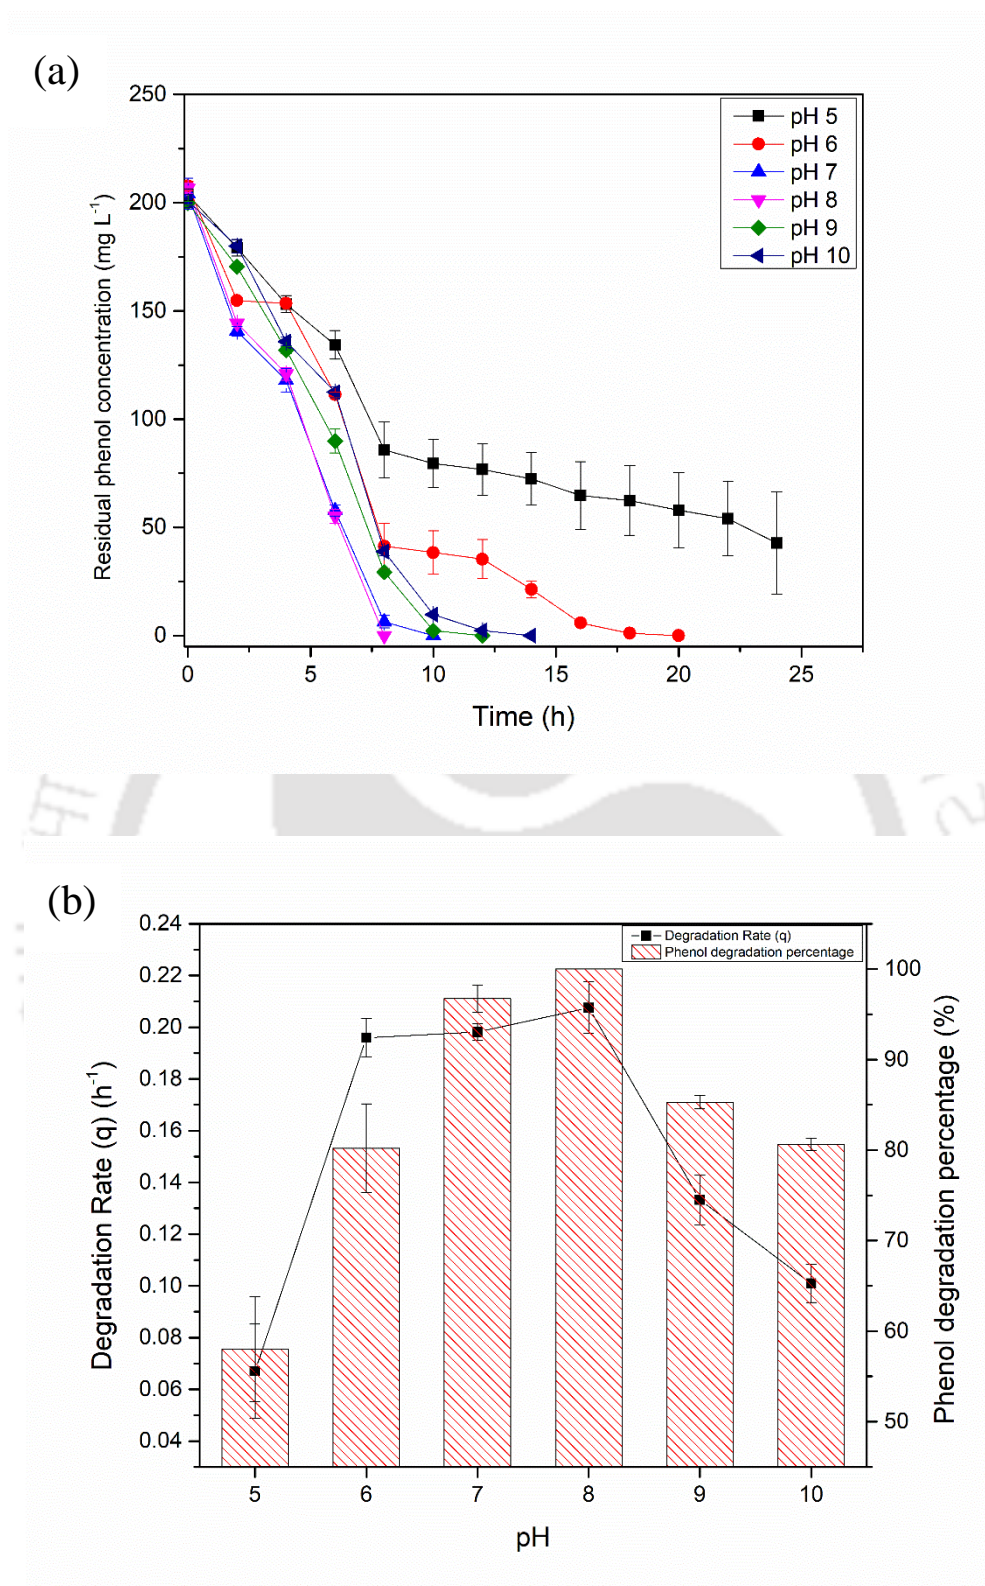 (a)
250
200
150
100
50
0
Residual phenol concentration (mg L⁻¹)
pH 5
pH 6
pH 7
pH 8
pH 9
pH 10
0 5 10 15 20 25
Time (h)
(b)
0.24
0.22
0.20
0.18
0.16
0.14
0.12
0.10
0.08
0.06
0.04
Degradation Rate (q) (h⁻¹)
Degradation Rate (q)
Phenol degradation percentage
100
90
80
70
60
50
Phenol degradation percentage (%)
5 6 7 8 9 10
pH